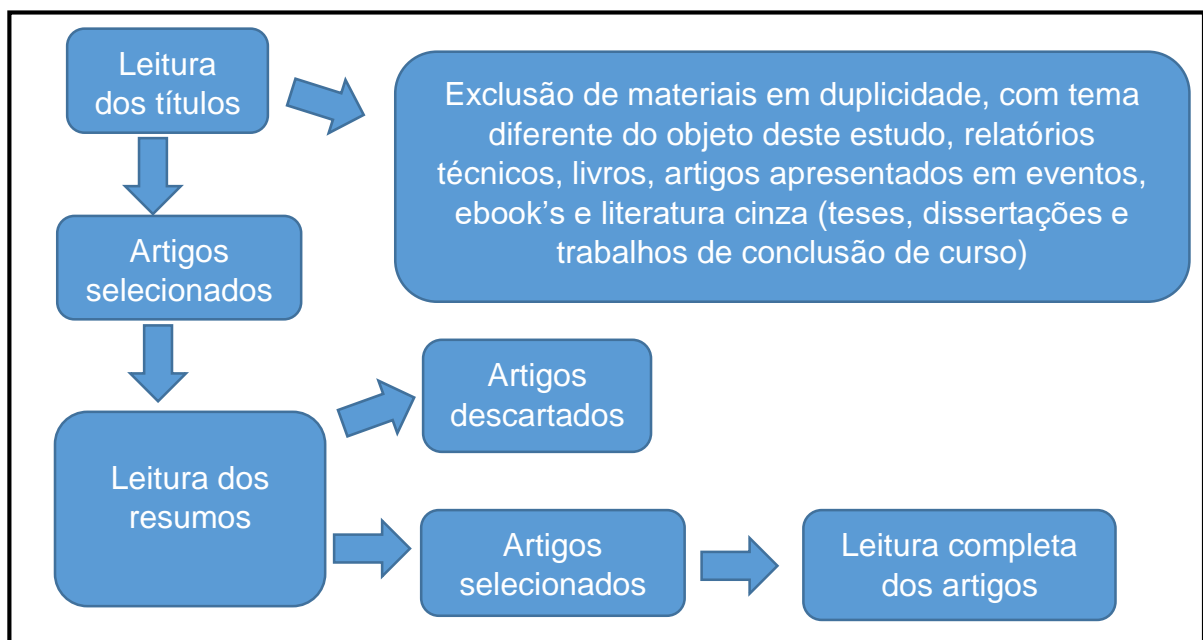 Leitura
dos títulos
Exclusão de materiais em duplicidade, com tema
diferente do objeto deste estudo, relatórios
técnicos, livros, artigos apresentados em eventos,
ebook’s e literatura cinza (teses, dissertações e
trabalhos de conclusão de curso)
Artigos
selecionados
Artigos
descartados
Leitura dos
resumos
Artigos
selecionados
Leitura completa
dos artigos